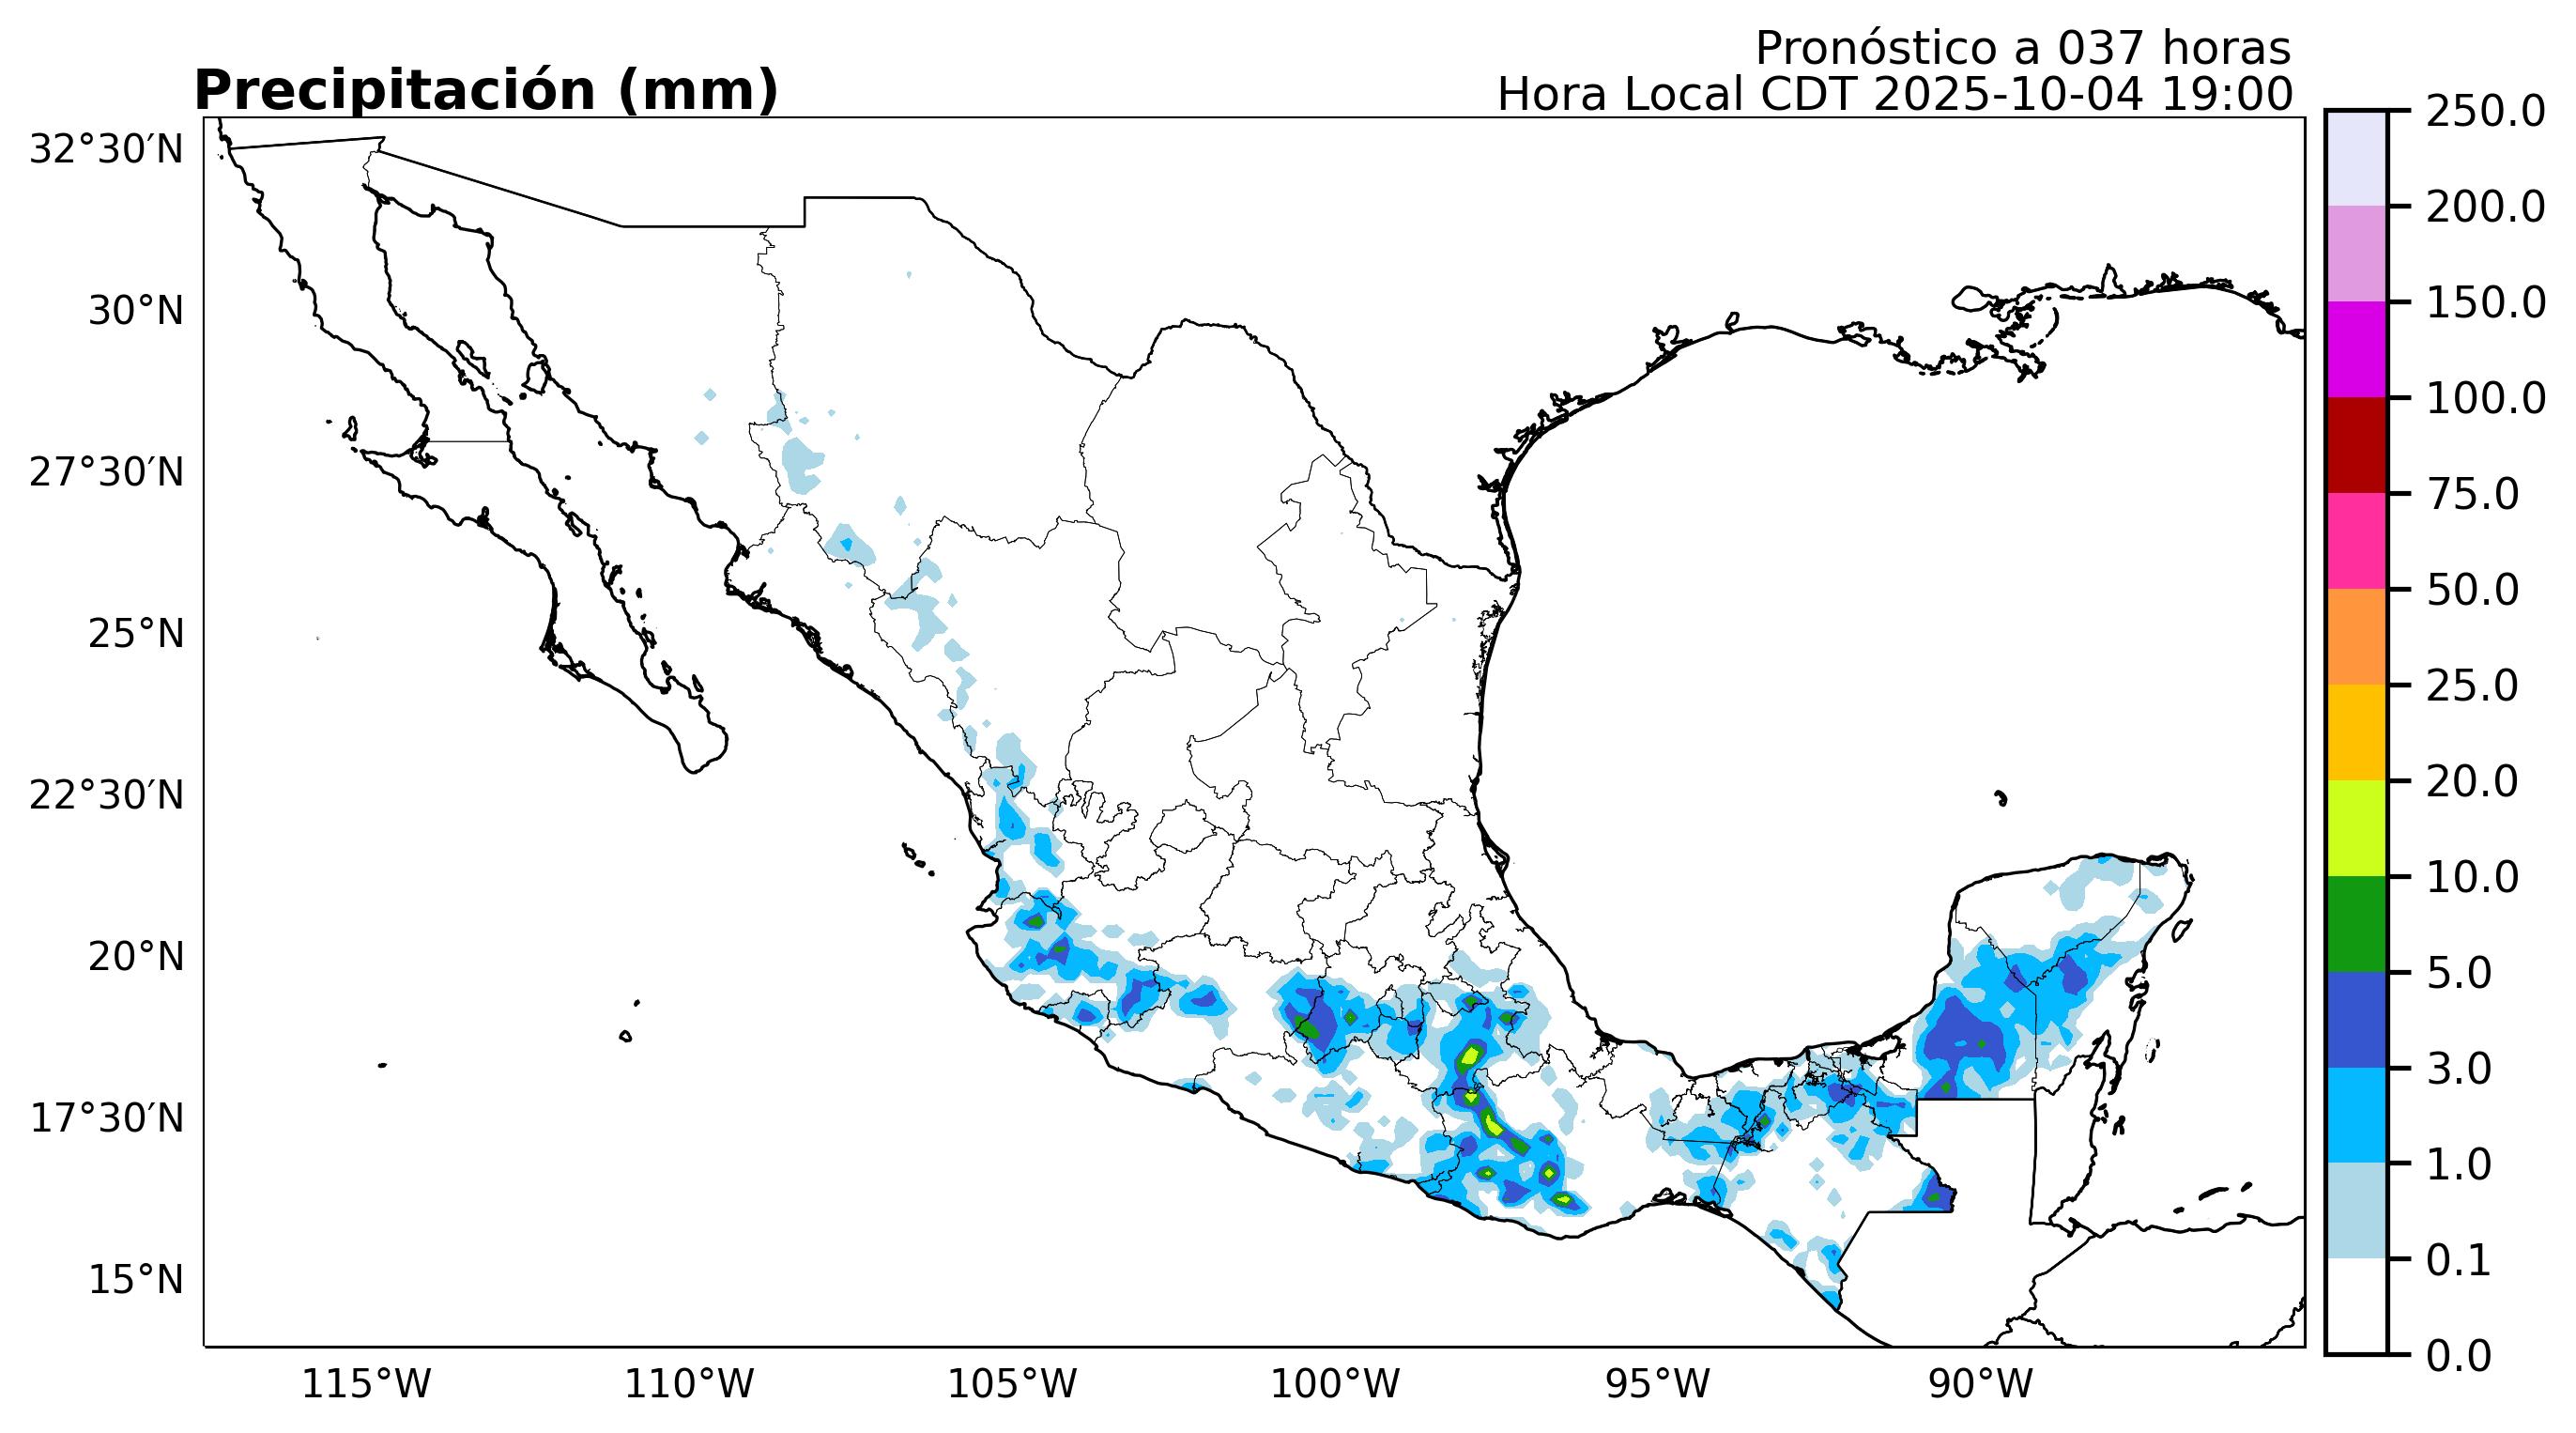 Pronóstico a 037 horas
Precipitación (mm)
Hora Local CDT 2025-10-04 19:00
32°30′N
30°N
27°30′N
25°N
22°30′N
20°N
17°30′N
15°N
115°W
110°W
105°W
100°W
95°W
90°W
250.0
200.0
150.0
100.0
75.0
50.0
25.0
20.0
10.0
5.0
3.0
1.0
0.1
0.0